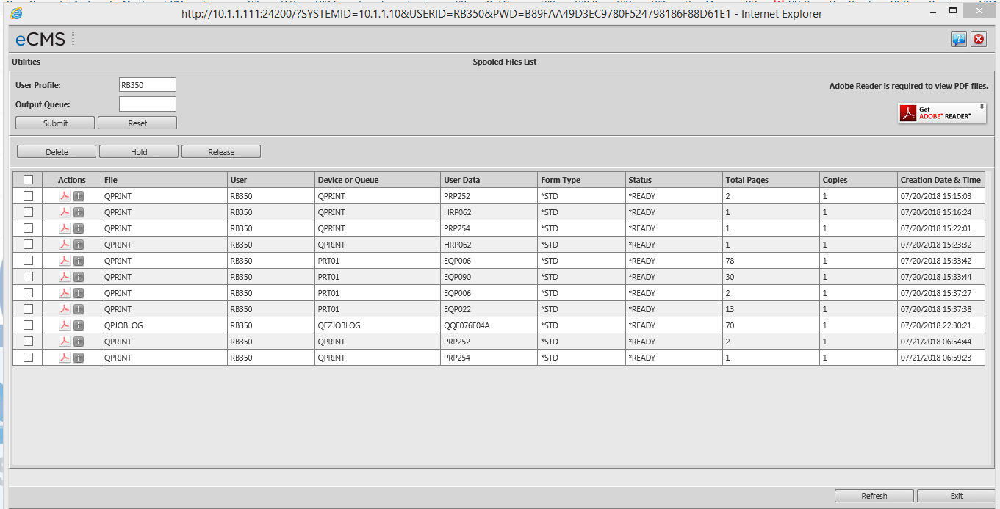 http://10.1.1.111:24200/?SYSTEMID=10.1.1.10&USERID=RB350&PWD=B89FAA49D3EC9780F524798186F88D61E1 - Internet Explorer
eCMS
Utilities Spooled Files List
User Profile: RB350 Adobe Reader is required to view PDF files.
Output Queue:
Get
ADOBE® READER®
Submit Reset
Delete Hold Release
Actions File User Device or Queue User Data Form Type Status Total Pages Copies Creation Date & Time
QPRINT RB350 QPRINT PRP252 *STD *READY 2 1 07/20/2018 15:15:03
QPRINT RB350 QPRINT HRP062 *STD *READY 1 1 07/20/2018 15:16:24
QPRINT RB350 QPRINT PRP254 *STD *READY 1 1 07/20/2018 15:22:01
QPRINT RB350 QPRINT HRP062 *STD *READY 1 1 07/20/2018 15:23:32
QPRINT RB350 PRT01 EQP006 *STD *READY 78 1 07/20/2018 15:33:42
QPRINT RB350 PRT01 EQP090 *STD *READY 30 1 07/20/2018 15:33:44
QPRINT RB350 PRT01 EQP006 *STD *READY 2 1 07/20/2018 15:37:27
QPRINT RB350 PRT01 EQP022 *STD *READY 13 1 07/20/2018 15:37:38
QPJOBLOG RB350 QEZJOBLOG QQF076E04A *STD *READY 70 1 07/20/2018 22:30:21
QPRINT RB350 QPRINT PRP252 *STD *READY 2 1 07/21/2018 06:54:44
QPRINT RB350 QPRINT PRP254 *STD *READY 1 1 07/21/2018 06:59:23
Refresh Exit